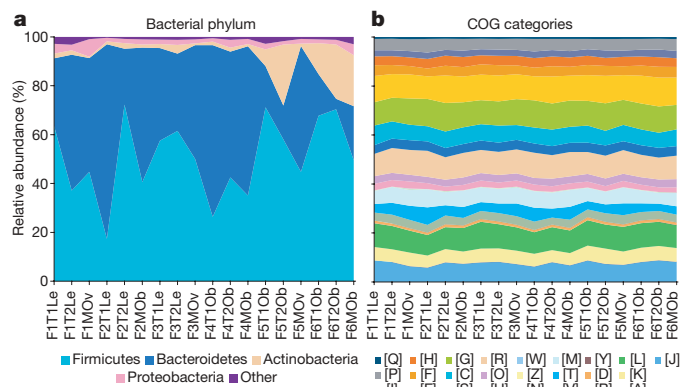 a Bacterial phylum
b COG categories
Relative abundance (%)
100
80
60
40
20
0
F1T1Le
F1T2Le
F1MOv
F2T1Le
F2T2Le
F2MOb
F3T1Le
F3T2Le
F3MOv
F4T1Ob
F4T2Ob
F4MOb
F5T1Ob
F5T2Ob
F5MOv
F6T1Ob
F6T2Ob
F6MOb
F1T1Le
F1T2Le
F1MOv
F2T1Le
F2T2Le
F2MOb
F3T1Le
F3T2Le
F3MOv
F4T1Ob
F4T2Ob
F4MOb
F5T1Ob
F5T2Ob
F5MOv
F6T1Ob
F6T2Ob
F6MOb
Firmicutes Bacteroidetes Actinobacteria
Proteobacteria Other
[Q] [H] [G] [R] [W] [M] [Y] [L] [J]
[P] [F] [C] [O] [Z] [T] [D] [K]